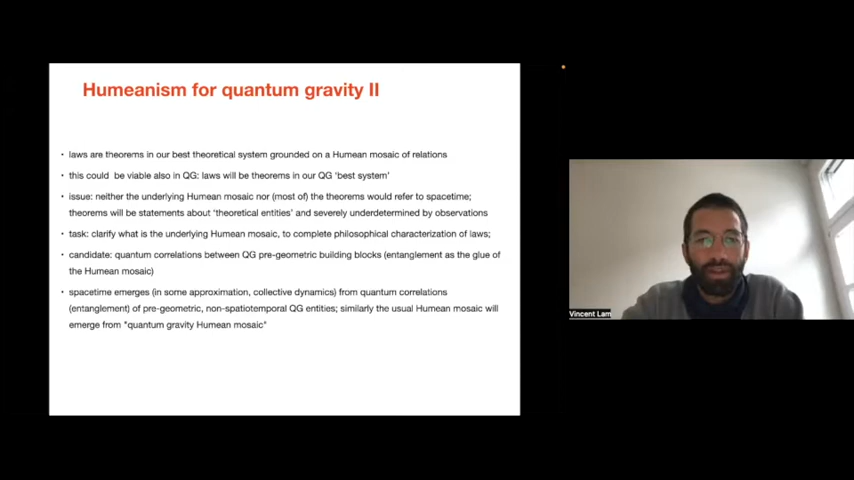 Humeanism for quantum gravity II
• laws are theorems in our best theoretical system grounded on a Humean mosaic of relations
• this could be viable also in QG: laws will be theorems in our QG 'best system'
• issue: neither the underlying Humean mosaic nor (most of) the theorems would refer to spacetime;
theorems will be statements about 'theoretical entities' and severely underdetermined by observations
• task: clarify what is the underlying Humean mosaic, to complete philosophical characterization of laws;
• candidate: quantum correlations between QG pre-geometric building blocks (entanglement as the glue of
the Humean mosaic)
• spacetime emerges (in some approximation, collective dynamics) from quantum correlations
(entanglement) of pre-geometric, non-spatiotemporal QG entities; similarly the usual Humean mosaic will
emerge from "quantum gravity Humean mosaic"
Vincent Lam